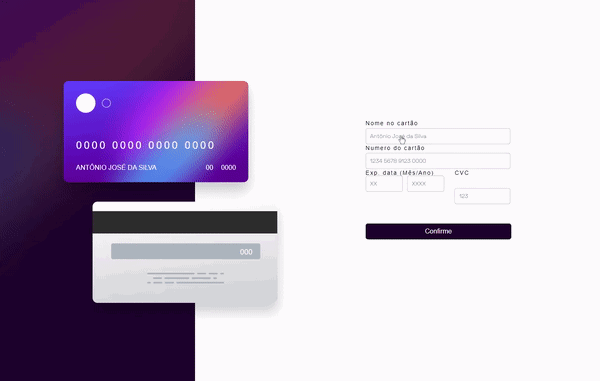 0000 0000 0000 0000
ANTÔNIO JOSÉ DA SILVA 00 0000
000
Nome no cartão
Antônio José da Silva
Numero do cartão
1234 5678 9123 0000
Exp. data (Mês/Ano) CVC
XX XXXX 123
Confirme